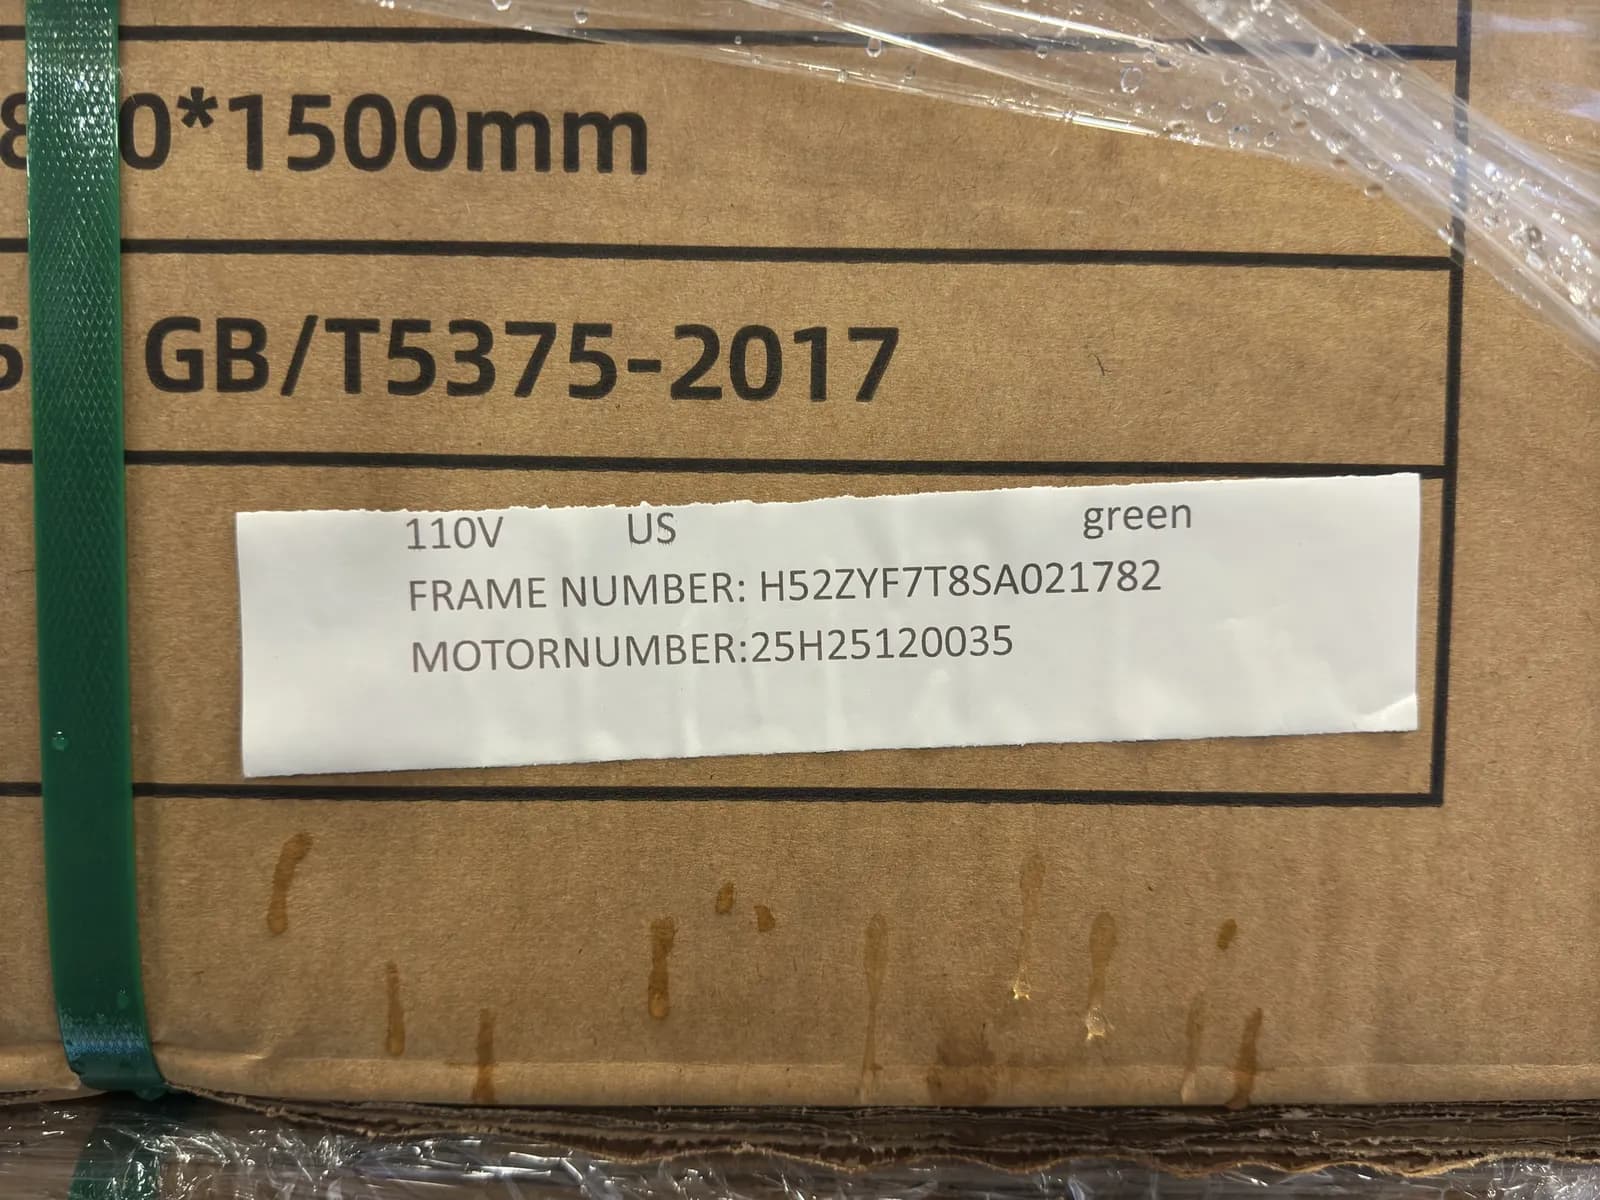 0*1500mm
GB/T5375-2017
110V US green
FRAME NUMBER: H52ZYF7T8SA021782
MOTORNUMBER:25H25120035